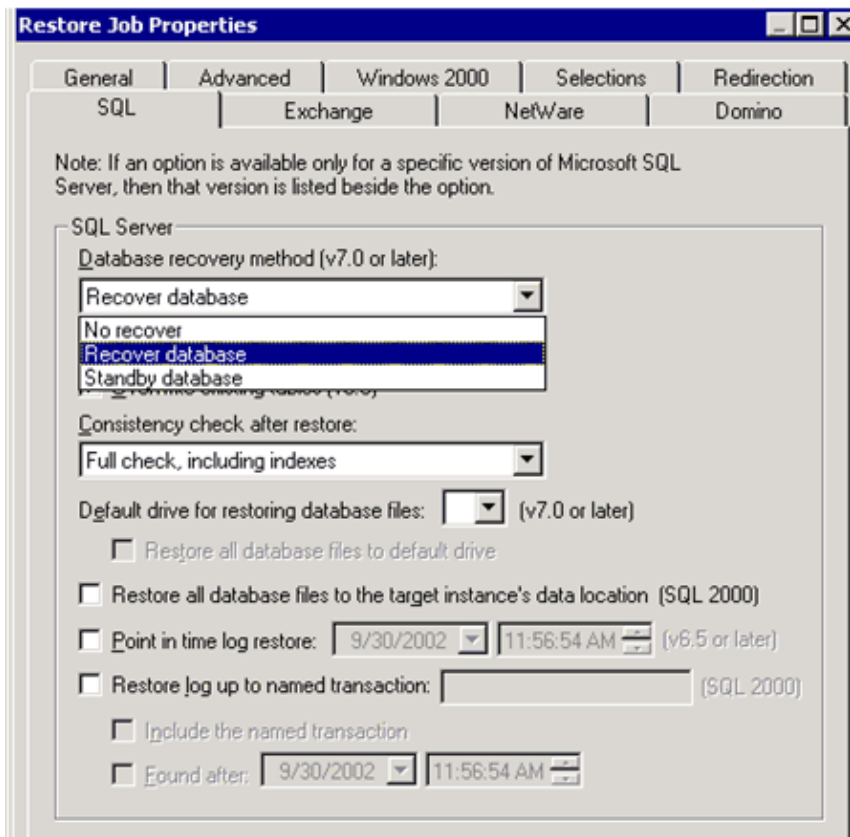 Restore Job Properties
General Advanced Windows 2000 Selections Redirection
SQL Exchange NetWare Domino
Note: If an option is available only for a specific version of Microsoft SQL
Server, then that version is listed beside the option.
SQL Server
Database recovery method (v7.0 or later):
Recover database
No recover
Recover database
Standby database
Consistency check after restore:
Full check, including indexes
Default drive for restoring database files: (v7.0 or later)
Restore all database files to default drive
Restore all database files to the target instance's data location (SQL 2000)
Point in time log restore: 9/30/2002 11:56:54 AM (v6.5 or later)
Restore log up to named transaction: (SQL 2000)
Include the named transaction
Found after: 9/30/2002 11:56:54 AM